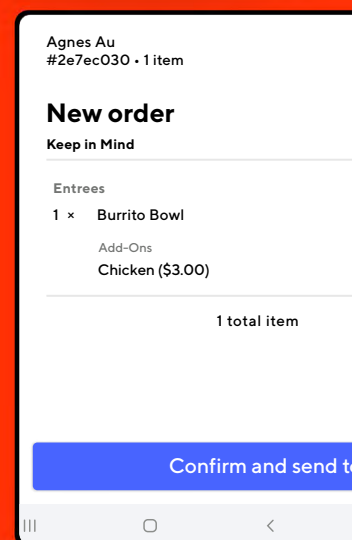 Agnes Au
#2e7ec030 • 1 item
New order
Keep in Mind
Entrees
1 × Burrito Bowl
Add-Ons
Chicken ($3.00)
1 total item
Confirm and send